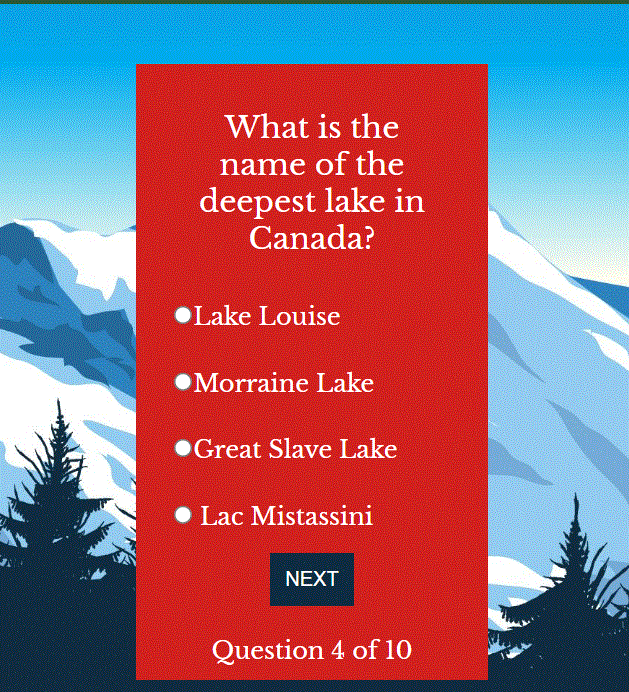 What is the
name of the
deepest lake in
Canada?
Lake Louise
Morraine Lake
Great Slave Lake
Lac Mistassini
NEXT
Question 4 of 10